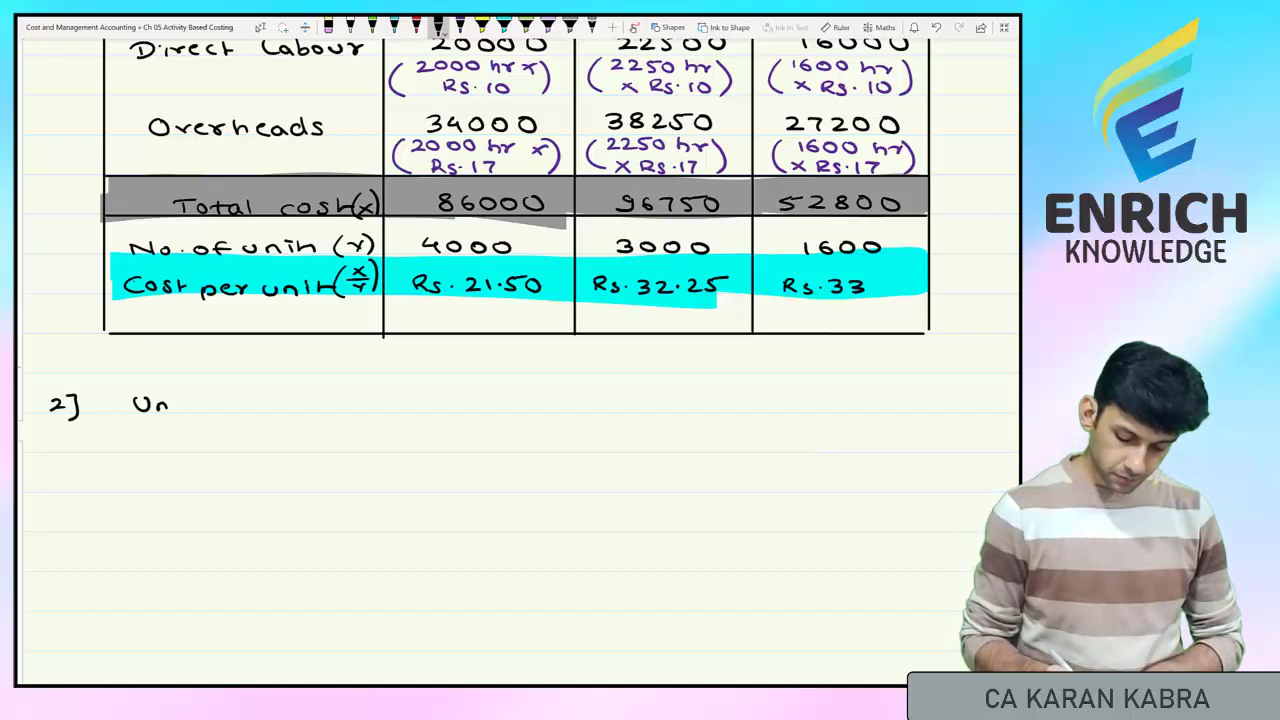 Cost and Management Accounting » Ch 05 Activity Based Costing
Shapes Ink to Shape Ink to Text Ruler Maths
Direct Labour 20000 22500 16000
(2000 hr x Rs. 10) (2250 hr x Rs. 10) (1600 hr x Rs. 10)
Overheads 34000 38250 27200
(2000 hr x Rs. 17) (2250 hr x Rs. 17) (1600 hr x Rs. 17)
Total cost (x) 86000 96750 52800
No. of unit (Y) 4000 3000 1600
Cost per unit (x/Y) Rs. 21.50 Rs. 32.25 Rs. 33
2] Un
ENRICH
KNOWLEDGE
CA KARAN KABRA